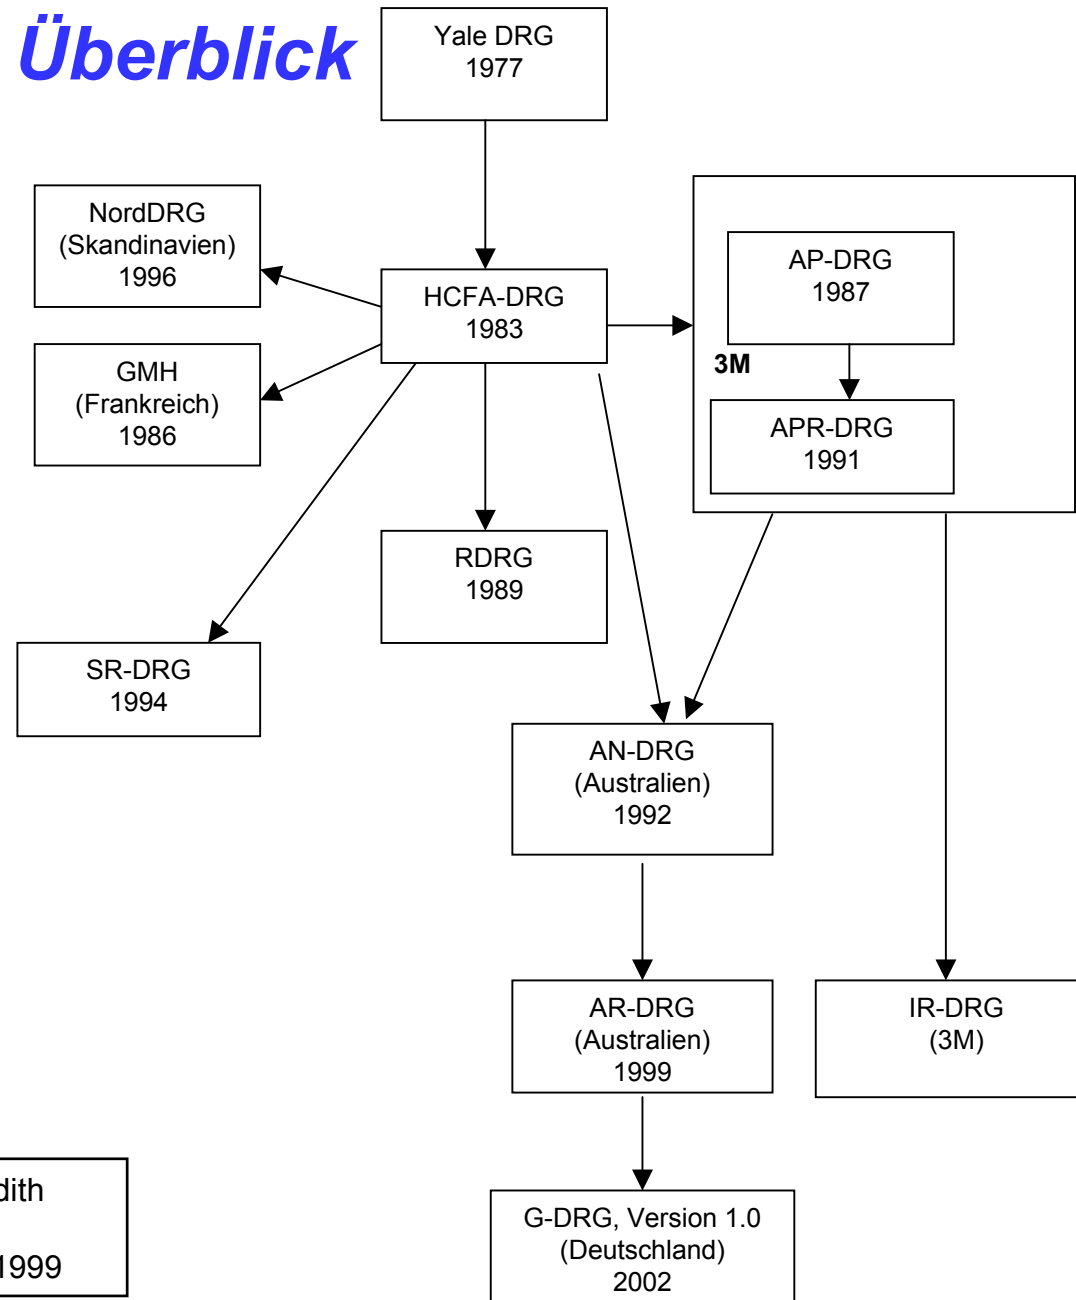 Überblick
Yale DRG
1977
NordDRG
(Skandinavien)
1996
HCFA-DRG
1983
AP-DRG
1987
3M
GMH
(Frankreich)
1986
APR-DRG
1991
RDRG
1989
SR-DRG
1994
AN-DRG
(Australien)
1992
AR-DRG
(Australien)
1999
IR-DRG
(3M)
dith
1999
G-DRG, Version 1.0
(Deutschland)
2002